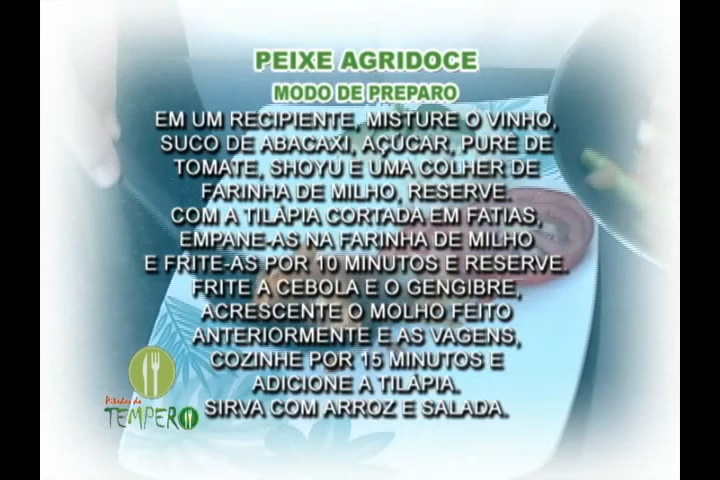 PEIXE AGRIDOCE
MODO DE PREPARO
EM UM RECIPIENTE, MISTURE O VINHO,
SUCO DE ABACAXI, AÇÚCAR, PURÊ DE
TOMATE, SHOYU E UMA COLHER DE
FARINHA DE MILHO, RESERVE.
COM A TILÁPIA CORTADA EM FATIAS,
EMPANE-AS NA FARINHA DE MILHO
E FRITE-AS POR 10 MINUTOS E RESERVE.
FRITE A CEBOLA E O GENGIBRE,
ACRESCENTE O MOLHO FEITO
ANTERIORMENTE E AS VAGENS,
COZINHE POR 15 MINUTOS E
ADICIONE A TILÁPIA.
SIRVA COM ARROZ E SALADA.
Pitadas do
TEMPERO